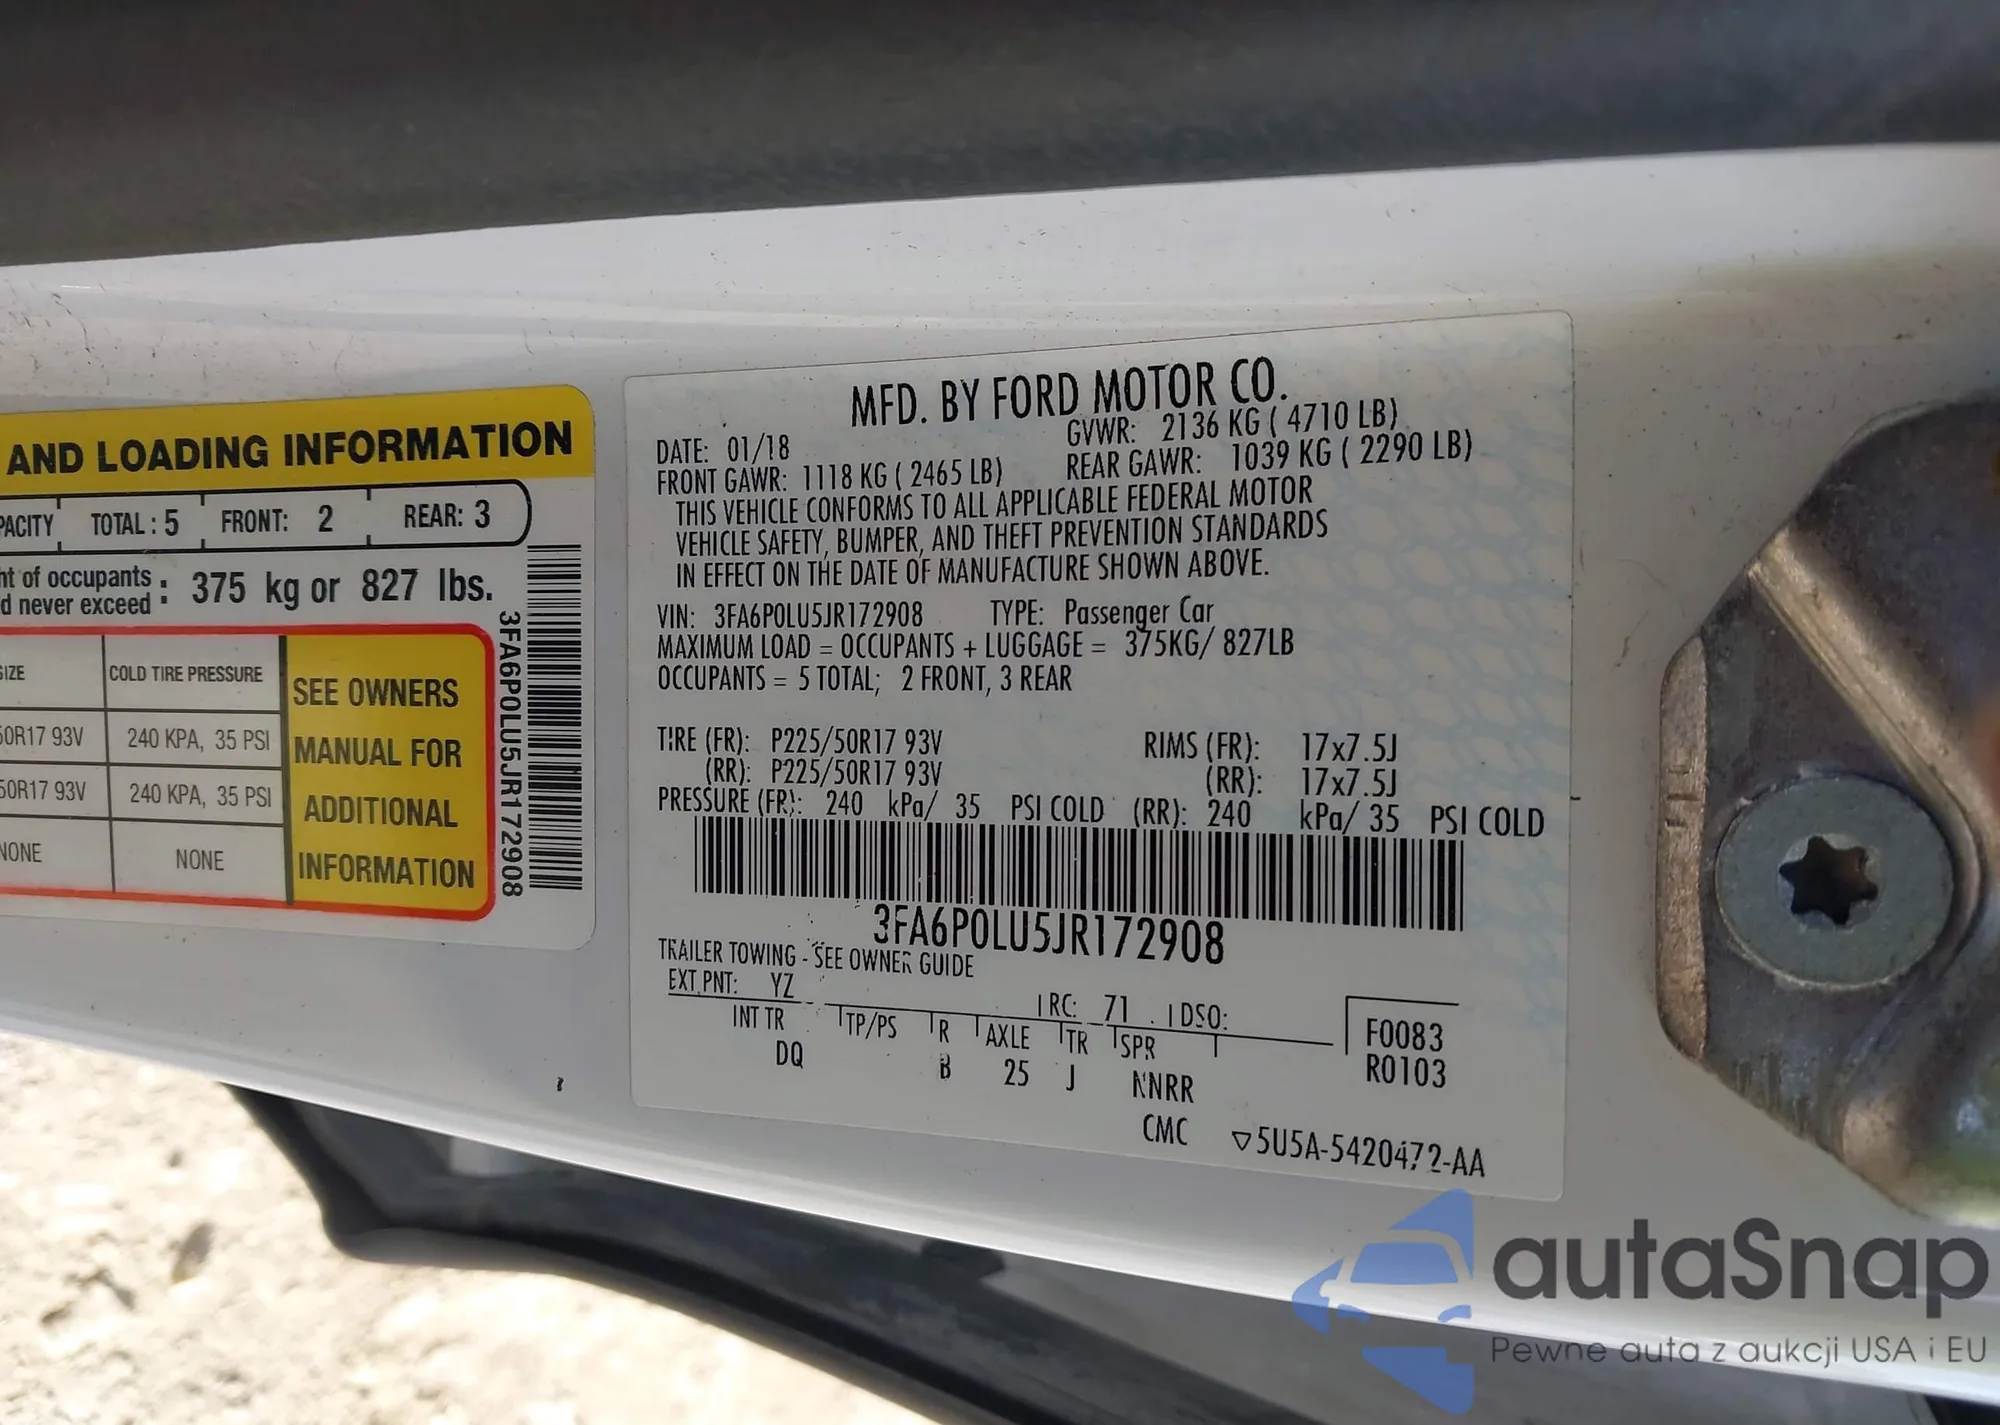 AND LOADING INFORMATION
TOTAL : 5 FRONT: 2 REAR: 3
of occupants : 375 kg or 827 lbs.
never exceed
COLD TIRE PRESSURE
50R17 93V 240 KPA, 35 PSI
50R17 93V 240 KPA, 35 PSI
NONE NONE
SEE OWNERS
MANUAL FOR
ADDITIONAL
INFORMATION
3FA6P0LU5JR172908
MFD. BY FORD MOTOR CO.
DATE: 01/18 GVWR: 2136 KG ( 4710 LB)
FRONT GAWR: 1118 KG ( 2465 LB) REAR GAWR: 1039 KG ( 2290 LB)
THIS VEHICLE CONFORMS TO ALL APPLICABLE FEDERAL MOTOR
VEHICLE SAFETY, BUMPER, AND THEFT PREVENTION STANDARDS
IN EFFECT ON THE DATE OF MANUFACTURE SHOWN ABOVE.
VIN: 3FA6P0LU5JR172908 TYPE: Passenger Car
MAXIMUM LOAD = OCCUPANTS + LUGGAGE = 375KG/ 827LB
OCCUPANTS = 5 TOTAL; 2 FRONT, 3 REAR
TIRE (FR): P225/50R17 93V RIMS (FR): 17x7.5J
(RR): P225/50R17 93V (RR): 17x7.5J
PRESSURE (FR): 240 kPa/ 35 PSI COLD (RR): 240 kPa/ 35 PSI COLD
3FA6P0LU5JR172908
TRAILER TOWING - SEE OWNER GUIDE
EXT PNT: YZ RC: 71 DSO:
INT TR TP/PS R AXLE TR SPR
DQ B 25 J NNRR
F0083
R0103
CMC ▽5U5A-5420472-AA
autaSnap
Pewne auta z aukcji USA i EU